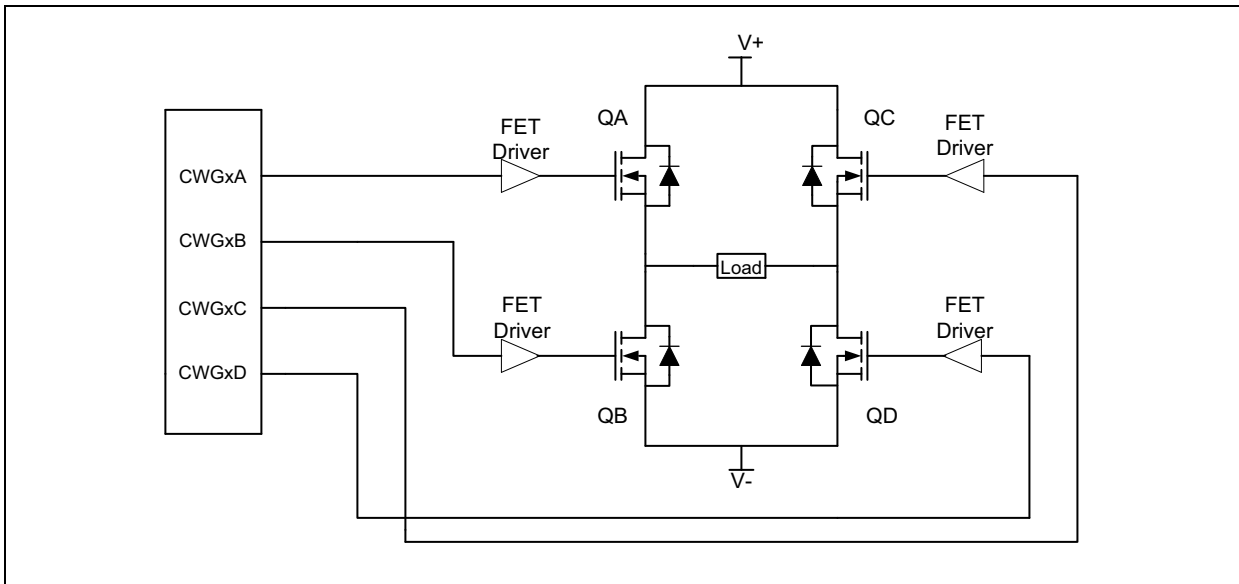 V+
QA
QC
FET
Driver
FET
Driver
CWGxA
CWGxB
CWGxC
CWGxD
Load
FET
Driver
FET
Driver
QB
QD
V-